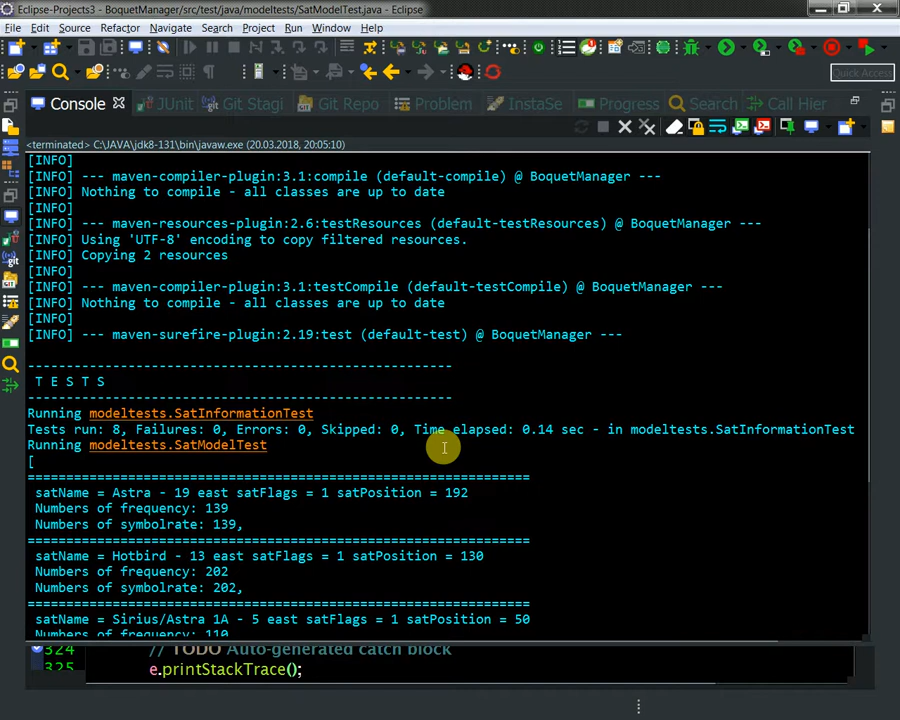 Eclipse-Projects3 - BoquetManager/src/test/java/modeltests/SatModelTest.java - Eclipse
File Edit Source Refactor Navigate Search Project Run Window Help
Quick Access
Console JUnit Git Stagi Git Repo Problem InstaSe Progress Search Call Hier
<terminated> C:\JAVA\jdk8-131\bin\javaw.exe (20.03.2018, 20:05:10)
[INFO]
[INFO] --- maven-compiler-plugin:3.1:compile (default-compile) @ BoquetManager ---
[INFO] Nothing to compile - all classes are up to date
[INFO]
[INFO] --- maven-resources-plugin:2.6:testResources (default-testResources) @ BoquetManager ---
[INFO] Using 'UTF-8' encoding to copy filtered resources.
[INFO] Copying 2 resources
[INFO]
[INFO] --- maven-compiler-plugin:3.1:testCompile (default-testCompile) @ BoquetManager ---
[INFO] Nothing to compile - all classes are up to date
[INFO]
[INFO] --- maven-surefire-plugin:2.19:test (default-test) @ BoquetManager ---
-------------------------------------------------------
T E S T S
-------------------------------------------------------
Running modeltests.SatInformationTest
Tests run: 8, Failures: 0, Errors: 0, Skipped: 0, Time elapsed: 0.14 sec - in modeltests.SatInformationTest
Running modeltests.SatModelTest
[
=================================================================
satName = Astra - 19 east satFlags = 1 satPosition = 192
Numbers of frequency: 139
Numbers of symbolrate: 139,
=================================================================
satName = Hotbird - 13 east satFlags = 1 satPosition = 130
Numbers of frequency: 202
Numbers of symbolrate: 202,
=================================================================
satName = Sirius/Astra 1A - 5 east satFlags = 1 satPosition = 50
Numbers of frequency: 110
324 // TODO Auto-generated catch block
325 e.printStackTrace();